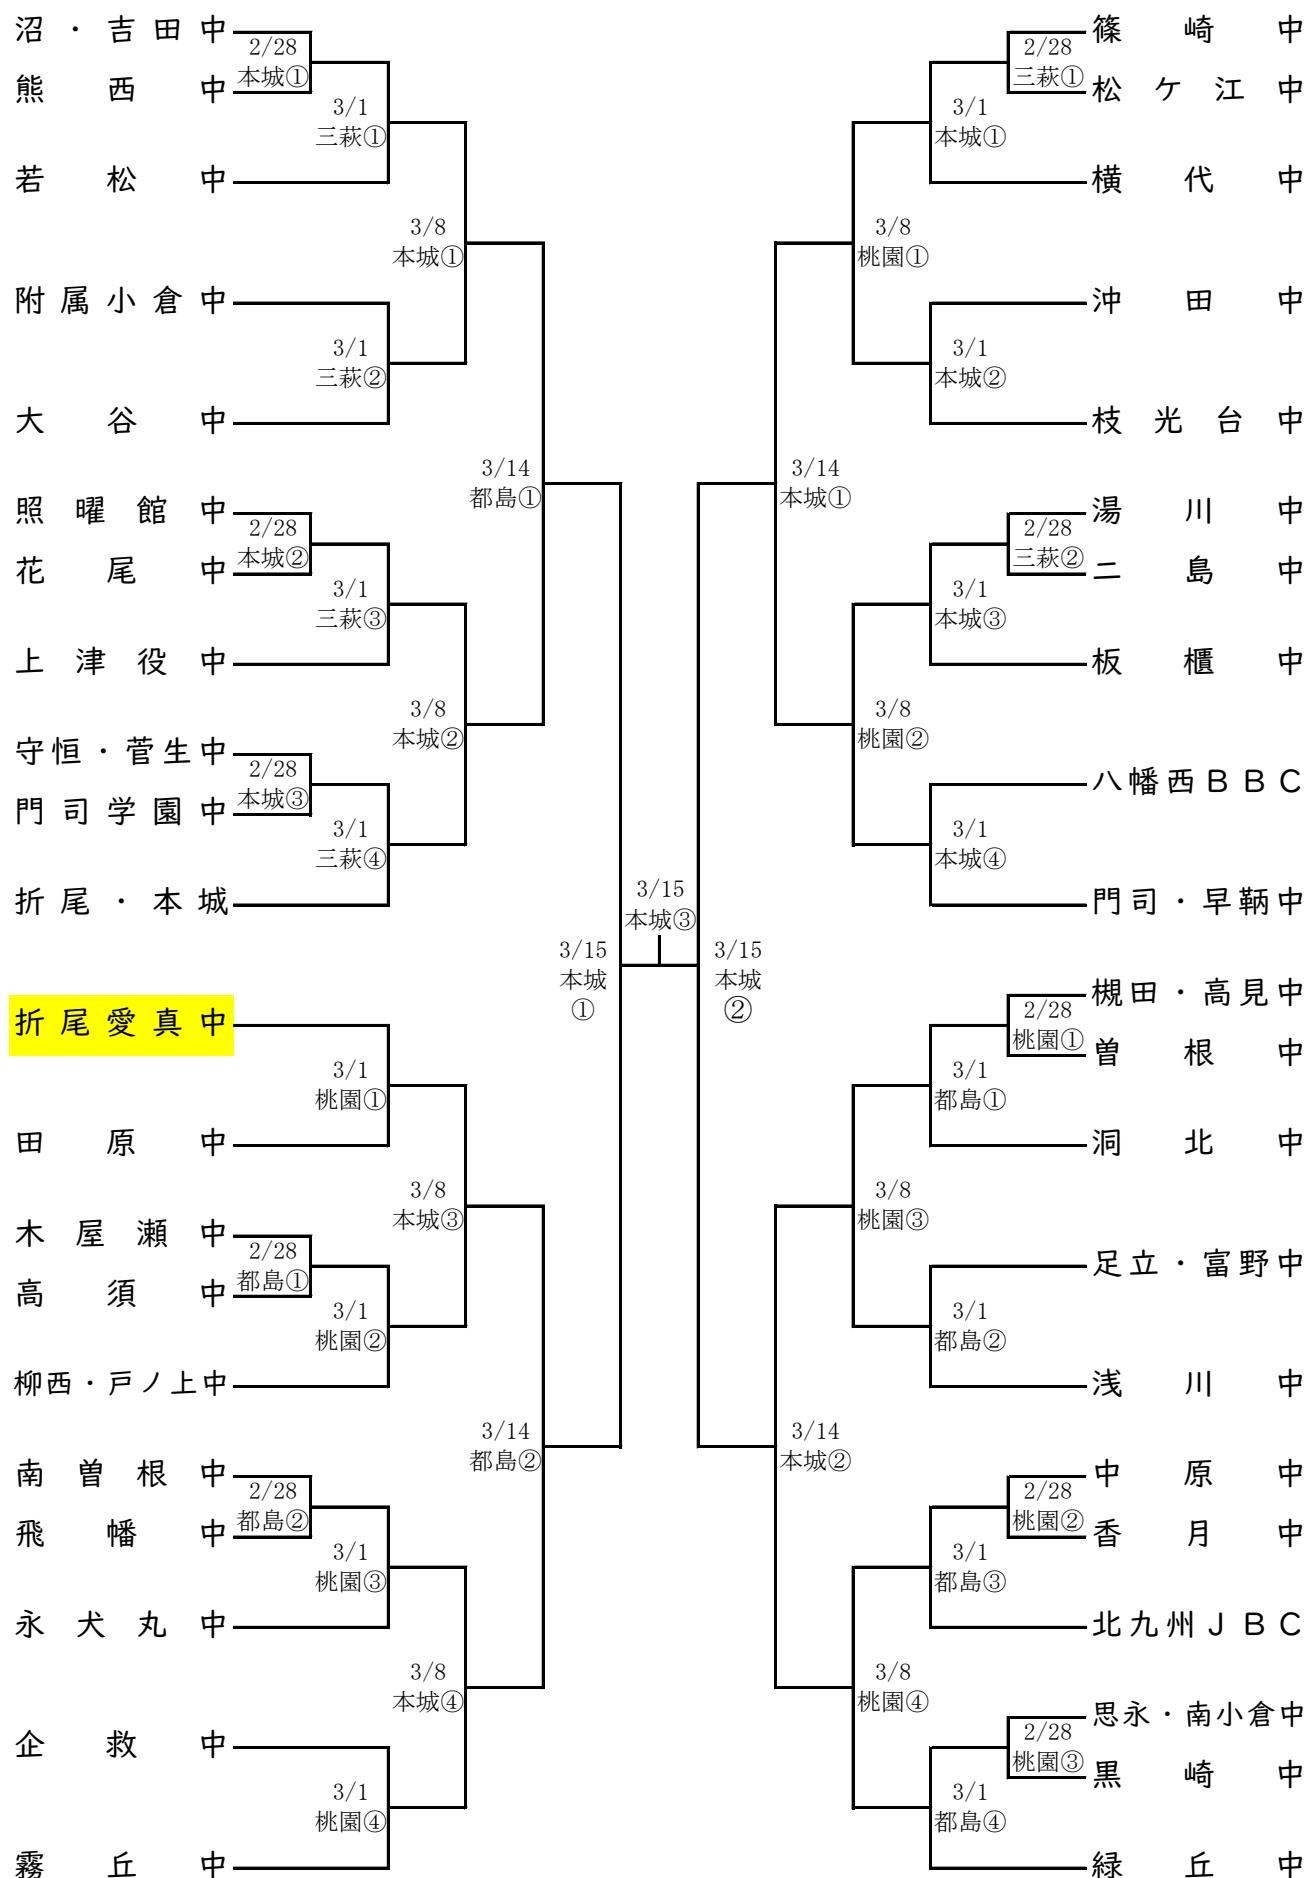 沼・吉田中
2/28
本城①
熊西中
3/1
三萩①
若松中
3/8
本城①
附属小倉中
3/1
三萩②
大谷中
3/14
都島①
照曜館中
2/28
本城②
花尾中
3/1
三萩③
上津役中
3/8
本城②
守恒・菅生中
2/28
本城③
門司学園中
3/1
三萩④
折尾・本城
3/15
本城
①
折尾愛真中
3/1
桃園①
田原中
3/8
本城③
木屋瀬中
2/28
都島①
高須中
3/1
桃園②
柳西・戸ノ上中
3/14
都島②
南曽根中
2/28
都島②
飛幡中
3/1
桃園③
永犬丸中
3/8
本城④
企救中
3/1
桃園④
霧丘中
3/15
本城③
篠崎中
2/28
三萩①
松ケ江中
3/1
本城①
横代中
3/8
桃園①
沖田中
3/1
本城②
枝光台中
3/14
本城①
湯川中
2/28
三萩②
二島中
3/1
本城③
板櫃中
3/8
桃園②
八幡西ＢＢＣ
3/1
本城④
門司・早鞆中
3/15
本城
②
槻田・高見中
2/28
桃園①
曽根中
3/1
都島①
洞北中
3/8
桃園③
足立・富野中
3/1
都島②
浅川中
3/14
本城②
中原中
2/28
桃園②
香月中
3/1
都島③
北九州ＪＢＣ
3/8
桃園④
思永・南小倉中
2/28
桃園③
黒崎中
3/1
都島④
緑丘中